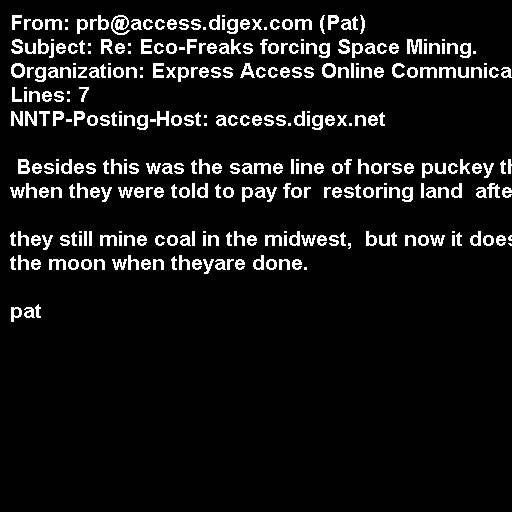 From: prb@access.digex.com (Pat)
Subject: Re: Eco-Freaks forcing Space Mining.
Organization: Express Access Online Communica
Lines: 7
NNTP-Posting-Host: access.digex.net
Besides this was the same line of horse puckey th
when they were told to pay for  restoring land  afte
they still mine coal in the midwest,  but now it does
the moon when theyare done.
pat